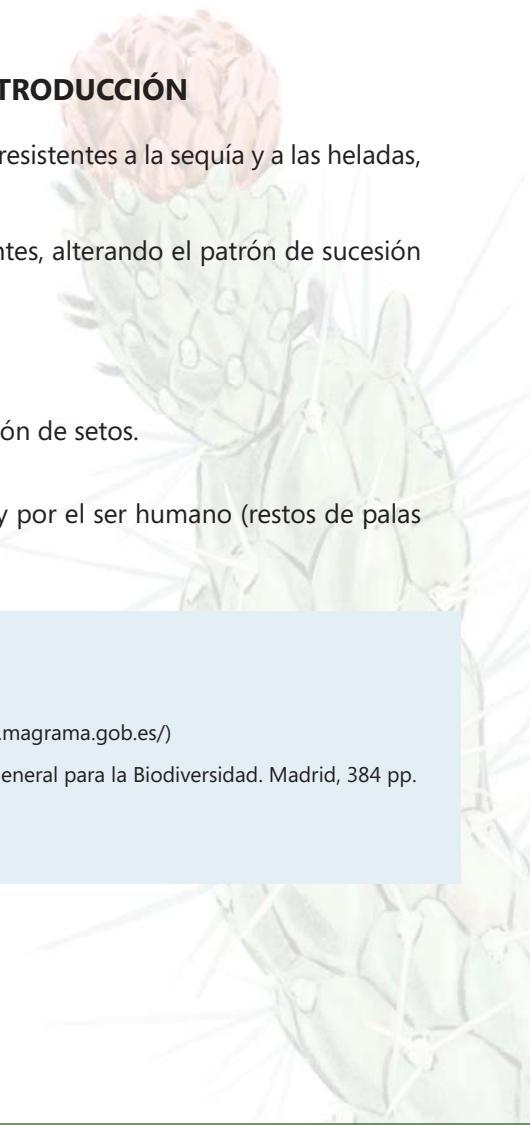 TRODUCCIÓN
resistentes a la sequía y a las heladas,
ntes, alterando el patrón de sucesión
ón de setos.
y por el ser humano (restos de palas
.magrama.gob.es/)
eneral para la Biodiversidad. Madrid, 384 pp.